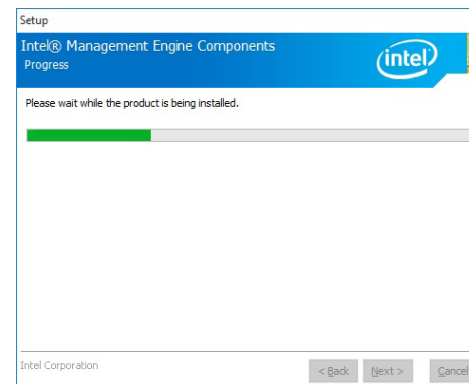 Setup
Intel® Management Engine Components
Progress
intel
Please wait while the product is being installed.
Intel Corporation
< Back Next > Cancel